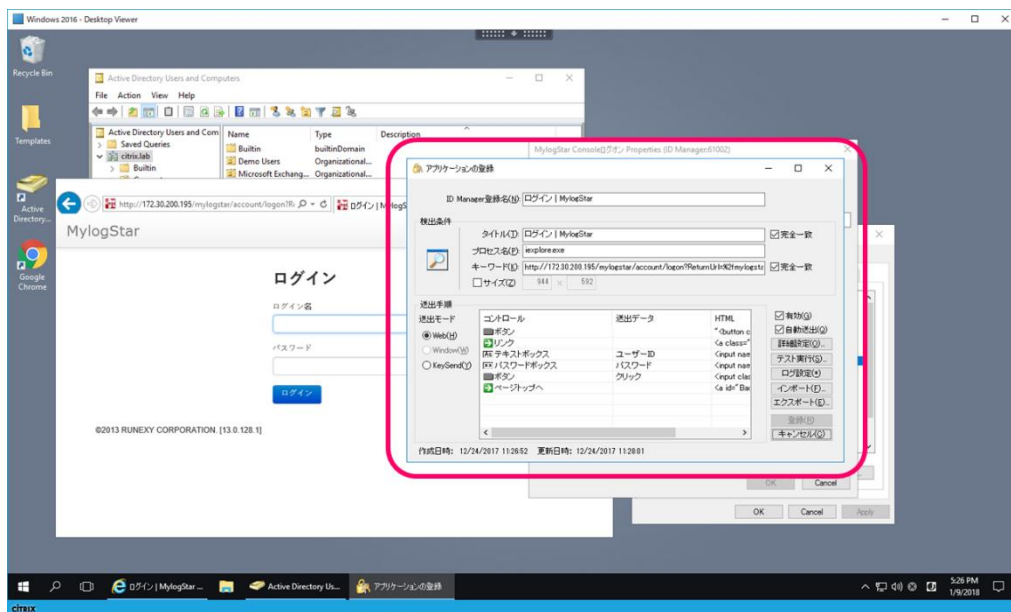 Windows 2016 - Desktop Viewer
Recycle Bin
Templates
Active Directory...
Google Chrome
Active Directory Users and Computers
File Action View Help
Active Directory Users and Com
Saved Queries
citrix.lab
Builtin
Name Type Description
Builtin builtinDomain
Demo Users Organizational...
Microsoft Exchang... Organizational...
MylogStar Consoleログオン Properties (ID Manager:61002)
http://172.30.200.195/mylogstar/account/logon?R
ログイン | MylogS
MylogStar
ログイン
ログイン名
パスワード
ログイン
©2013 RUNEXY CORPORATION. [13.0.128.1]
アプリケーションの登録
ID Manager登録名(N): ログイン | MylogStar
検出条件
タイトル(T): ログイン | MylogStar 完全一致
プロセス名(P): iexplore.exe
キーワード(K): http://172.30.200.195/mylogstar/account/logon?ReturnUrl=%2fmylogsta 完全一致
サイズ(Z) 944 × 592
送出手順
送出モード
Web(H)
Window(W)
KeySend(Y)
コントロール 送出データ HTML
ボタン "<button c
リンク <a class="
テキストボックス ユーザーID <input nam
パスワードボックス パスワード <input nam
ボタン クリック <input clas
ページトップへ <a id="Bac
有効(G)
自動送出(Q)
詳細設定(O)...
テスト実行(S)...
ログ設定(*)
インポート(F)...
エクスポート(E)...
登録(R)
キャンセル(C)
作成日時: 12/24/2017 11:26:52 更新日時: 12/24/2017 11:28:01
OK Cancel
OK Cancel Apply
ログイン | MylogStar ...
Active Directory Us...
アプリケーションの登録
5:26 PM
1/9/2018
citrix